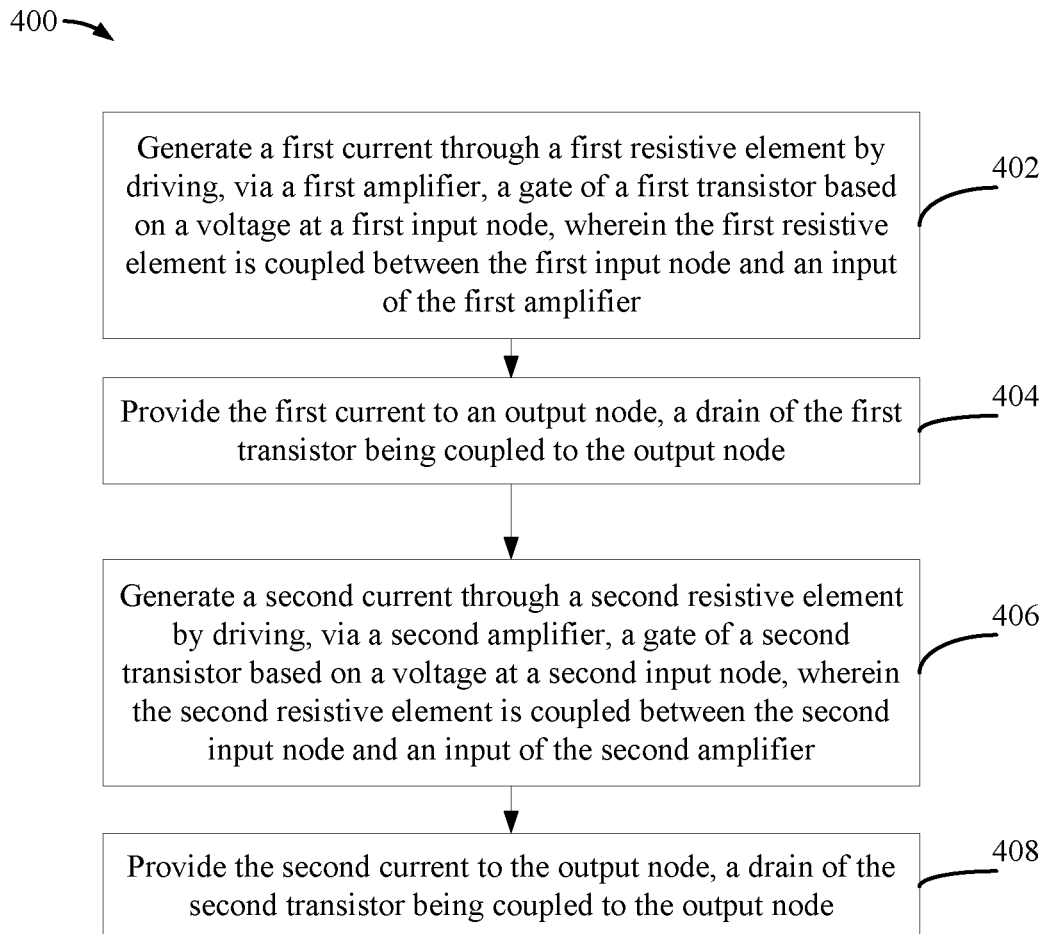 400
Generate a first current through a first resistive element by
driving, via a first amplifier, a gate of a first transistor based
on a voltage at a first input node, wherein the first resistive
element is coupled between the first input node and an input
of the first amplifier
402
Provide the first current to an output node, a drain of the first
transistor being coupled to the output node
404
Generate a second current through a second resistive element
by driving, via a second amplifier, a gate of a second
transistor based on a voltage at a second input node, wherein
the second resistive element is coupled between the second
input node and an input of the second amplifier
406
Provide the second current to the output node, a drain of the
second transistor being coupled to the output node
408